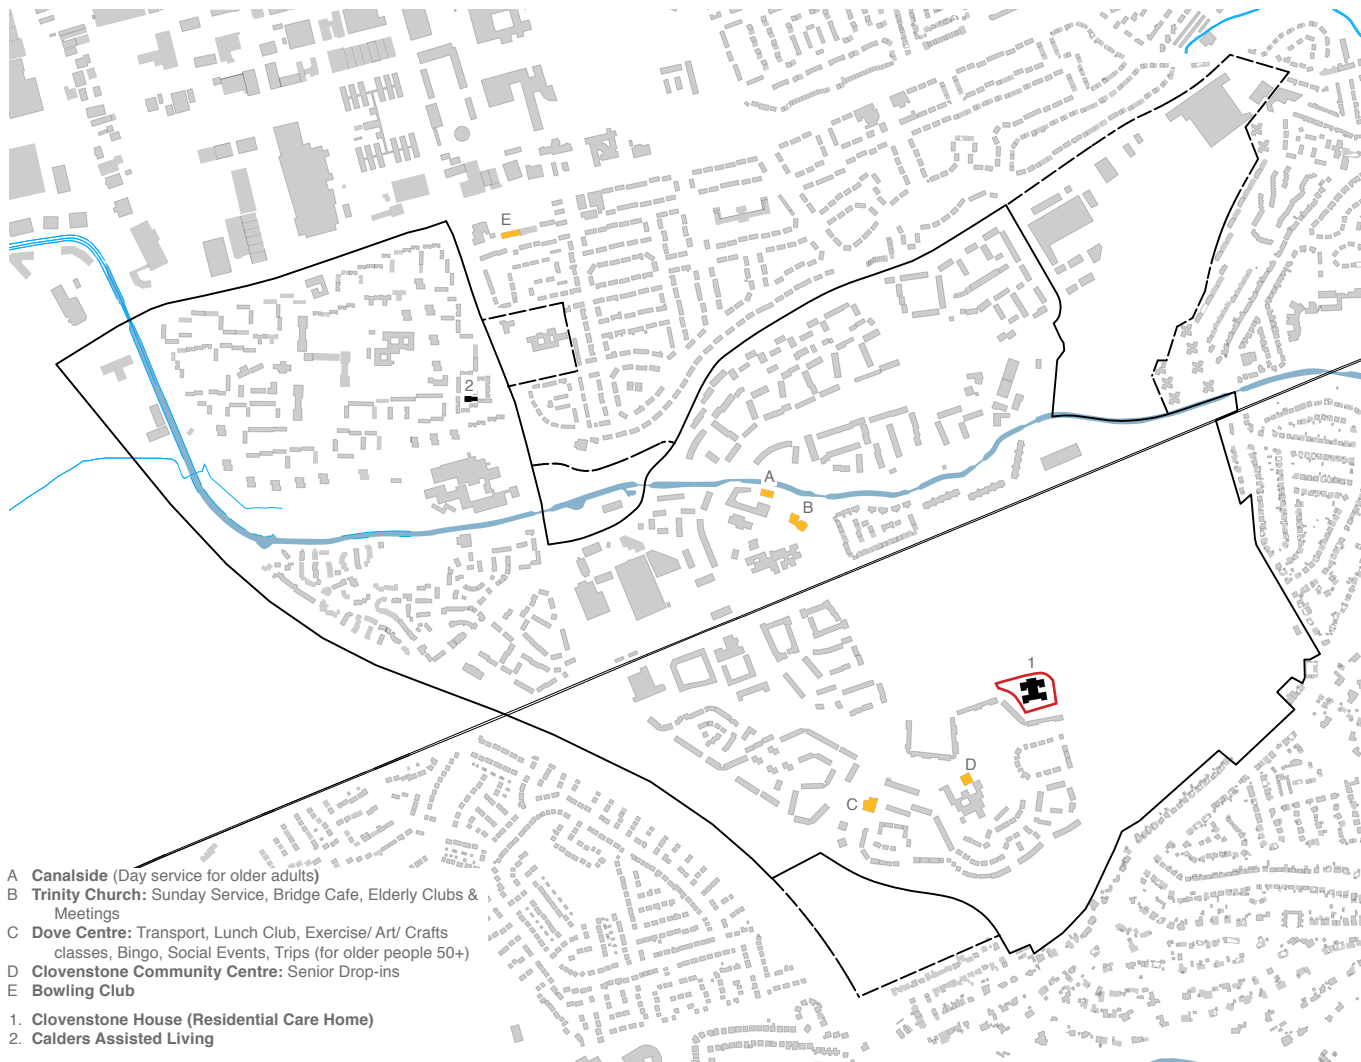 E
2
A
B
1
D
C
A Canalside (Day service for older adults)
B Trinity Church: Sunday Service, Bridge Cafe, Elderly Clubs &
Meetings
C Dove Centre: Transport, Lunch Club, Exercise/ Art/ Crafts
classes, Bingo, Social Events, Trips (for older people 50+)
D Clovenstone Community Centre: Senior Drop-ins
E Bowling Club
1. Clovenstone House (Residential Care Home)
2. Calders Assisted Living